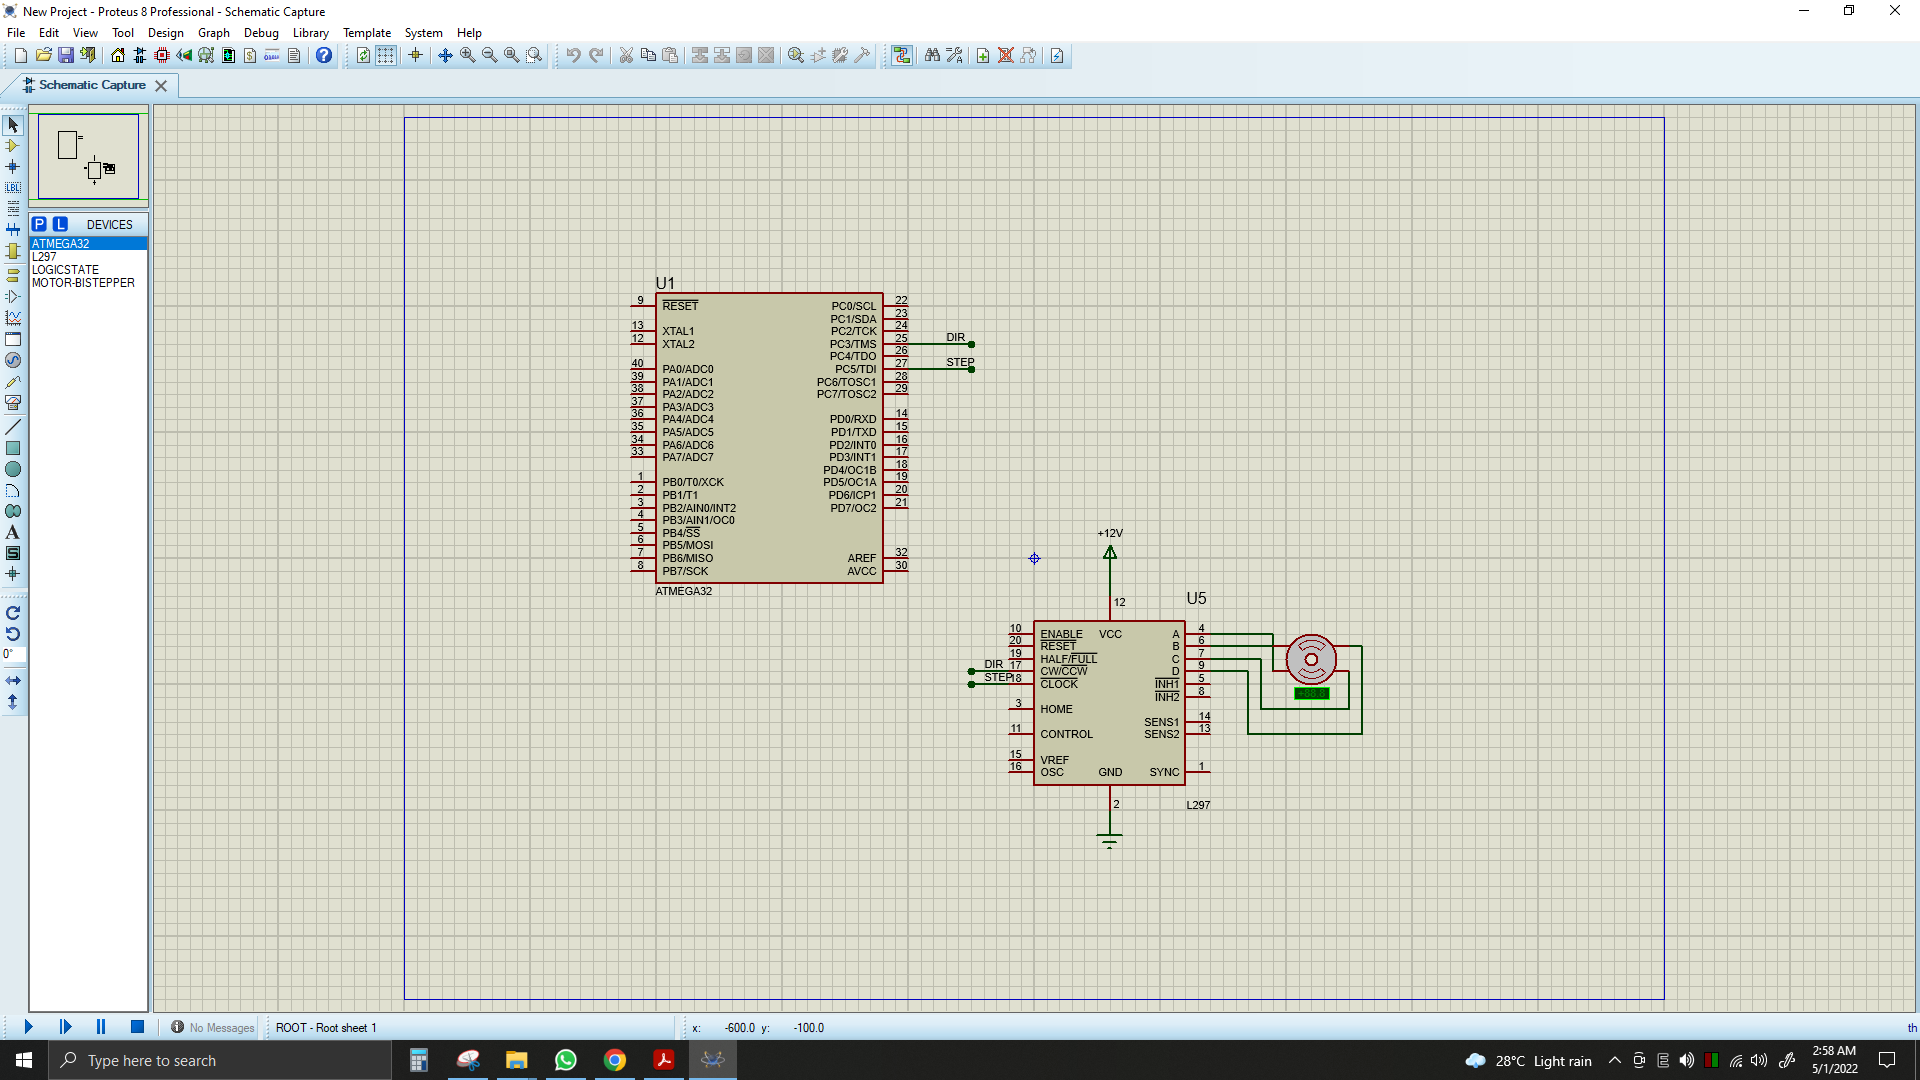 New Project - Proteus 8 Professional - Schematic Capture
File Edit View Tool Design Graph Debug Library Template System Help
Schematic Capture
P L DEVICES
ATMEGA32
L297
LOGICSTATE
MOTOR-BISTEPPER
LBL
A
S
0°
U1
9 RESET PC0/SCL 22
PC1/SDA 23
13 XTAL1 PC2/TCK 24
12 XTAL2 PC3/TMS 25 DIR
PC4/TDO 26
40 PA0/ADC0 PC5/TDI 27 STEP
39 PA1/ADC1 PC6/TOSC1 28
38 PA2/ADC2 PC7/TOSC2 29
37 PA3/ADC3
36 PA4/ADC4 PD0/RXD 14
35 PA5/ADC5 PD1/TXD 15
34 PA6/ADC6 PD2/INT0 16
33 PA7/ADC7 PD3/INT1 17
PD4/OC1B 18
1 PB0/T0/XCK PD5/OC1A 19
2 PB1/T1 PD6/ICP1 20
3 PB2/AIN0/INT2 PD7/OC2 21
4 PB3/AIN1/OC0
5 PB4/SS
6 PB5/MOSI
7 PB6/MISO AREF 32
8 PB7/SCK AVCC 30
ATMEGA32
+12V
12
U5
10 ENABLE VCC A 4
20 RESET B 6
19 HALF/FULL C 7
DIR 17 CW/CCW D 9
STEP 18 CLOCK INH1 5
INH2 8
3 HOME
SENS1 14
11 CONTROL SENS2 13
15 VREF
16 OSC GND SYNC 1
2
L297
+88.8
No Messages
ROOT - Root sheet 1
x: -600.0 y: -100.0
th
Type here to search
28°C Light rain
2:58 AM
5/1/2022